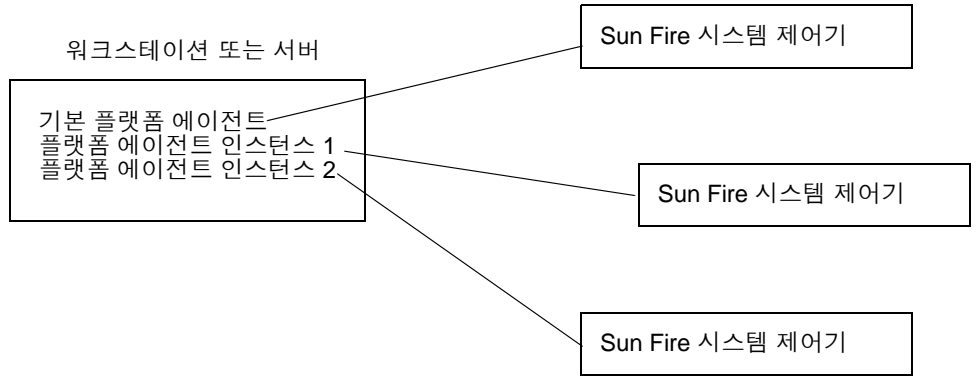 Sun Fire 시스템 제어기
워크스테이션 또는 서버
기본 플랫폼 에이전트
플랫폼 에이전트 인스턴스 1
플랫폼 에이전트 인스턴스 2
Sun Fire 시스템 제어기
Sun Fire 시스템 제어기